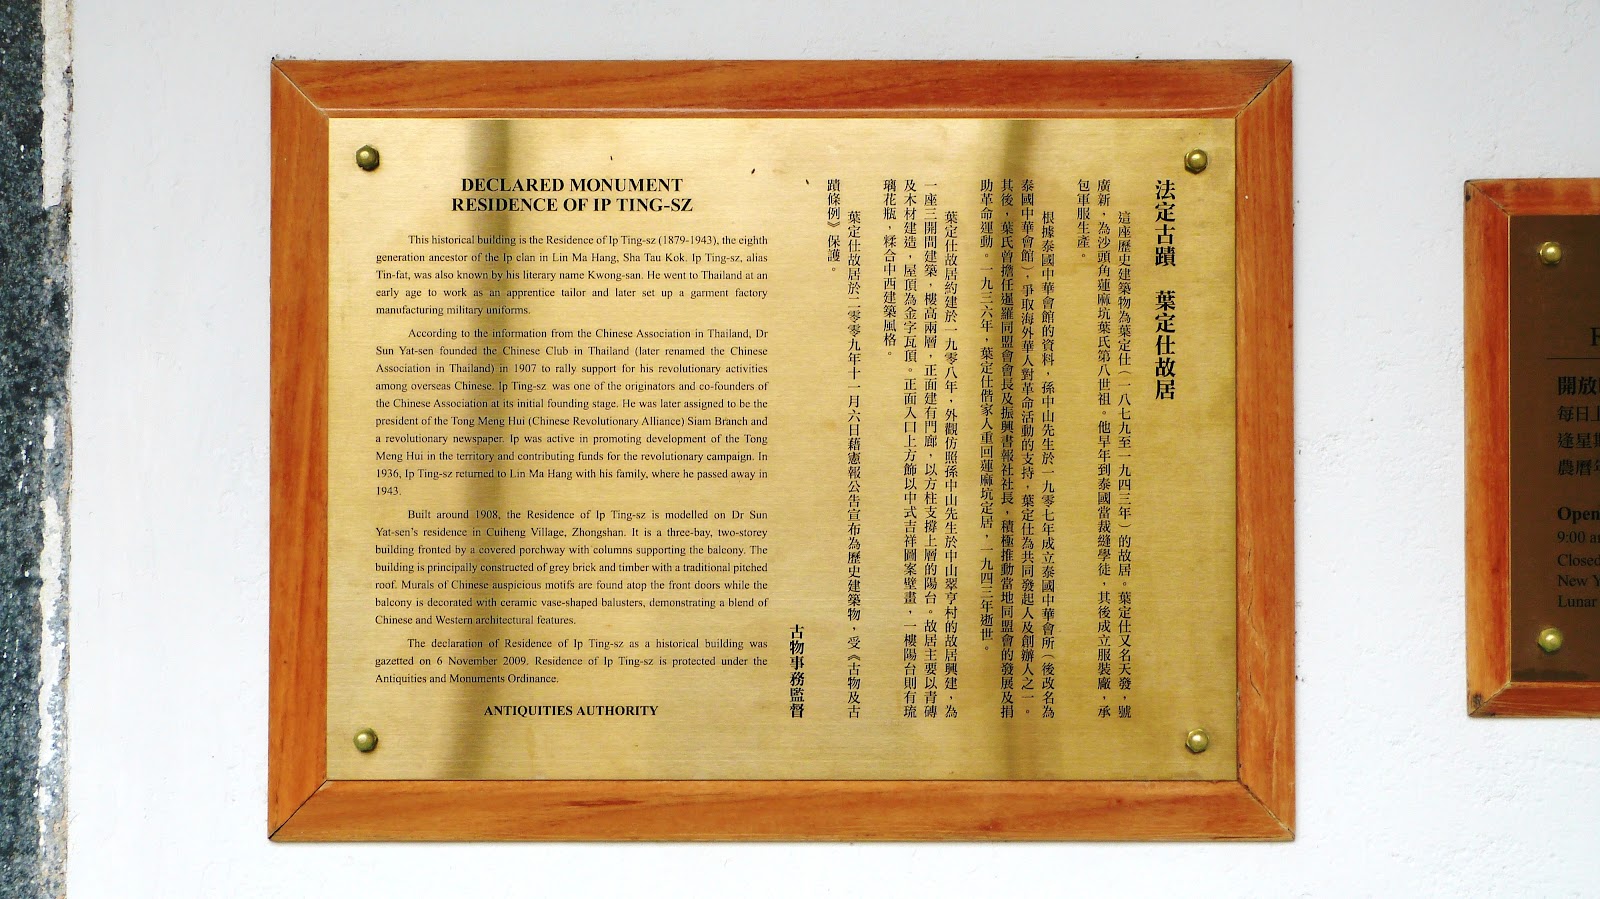 DECLARED MONUMENT
RESIDENCE OF IP TING-SZ
This historical building is the Residence of Ip Ting-sz (1879-1943), the eighth
generation ancestor of the Ip clan in Lin Ma Hang, Sha Tau Kok. Ip Ting-sz, alias
Tin-fat, was also known by his literary name Kwong-san. He went to Thailand at an
early age to work as an apprentice tailor and later set up a garment factory
manufacturing military uniforms.
According to the information from the Chinese Association in Thailand, Dr
Sun Yat-sen founded the Chinese Club in Thailand (later renamed the Chinese
Association in Thailand) in 1907 to rally support for his revolutionary activities
among overseas Chinese. Ip Ting-sz was one of the originators and co-founders of
the Chinese Association at its initial founding stage. He was later assigned to be the
president of the Tong Meng Hui (Chinese Revolutionary Alliance) Siam Branch and
a revolutionary newspaper. Ip was active in promoting development of the Tong
Meng Hui in the territory and contributing funds for the revolutionary campaign. In
1936, Ip Ting-sz returned to Lin Ma Hang with his family, where he passed away in
1943.
Built around 1908, the Residence of Ip Ting-sz is modelled on Dr Sun
Yat-sen's residence in Cuiheng Village, Zhongshan. It is a three-bay, two-storey
building fronted by a covered porchway with columns supporting the balcony. The
building is principally constructed of grey brick and timber with a traditional pitched
roof. Murals of Chinese auspicious motifs are found atop the front doors while the
balcony is decorated with ceramic vase-shaped balusters, demonstrating a blend of
Chinese and Western architectural features.
The declaration of Residence of Ip Ting-sz as a historical building was
gazetted on 6 November 2009. Residence of Ip Ting-sz is protected under the
Antiquities and Monuments Ordinance.
ANTIQUITIES AUTHORITY
法定古蹟 葉定仕故居
這座歷史建築物為葉定仕（一八七九至一九四三年）的故居。葉定仕又名天發，號
廣新，為沙頭角蓮麻坑葉氏第八世祖。他早年到泰國當裁縫學徒，其後成立服裝廠，承
包軍服生產。
根據泰國中華會館的資料，孫中山先生於一九零七年成立泰國中華會所（後改名為
泰國中華會館），爭取海外華人對革命活動的支持，葉定仕為共同發起人及創辦人之一。
其後，葉氏曾擔任暹羅同盟會會長及振興書報社社長，積極推動當地同盟會的發展及捐
助革命運動。一九三六年，葉定仕偕家人重回蓮麻坑定居，一九四三年逝世。
葉定仕故居約建於一九零八年，外觀仿照孫中山先生於中山翠亨村的故居興建，為
一座三開間建築，樓高兩層，正面建有門廊，以方柱支撐上層的陽台。故居主要以青磚
及木材建造，屋頂為金字瓦頂。正面入口上方飾以中式吉祥圖案壁畫，一樓陽台則有琉
璃花瓶，糅合中西建築風格。
葉定仕故居於二零零九年十一月六日藉憲報公告宣布為歷史建築物，受《古物及古
蹟條例》保護。
古物事務監督
開放
每日
農曆
Open
9:00
Closed
New
Lunar